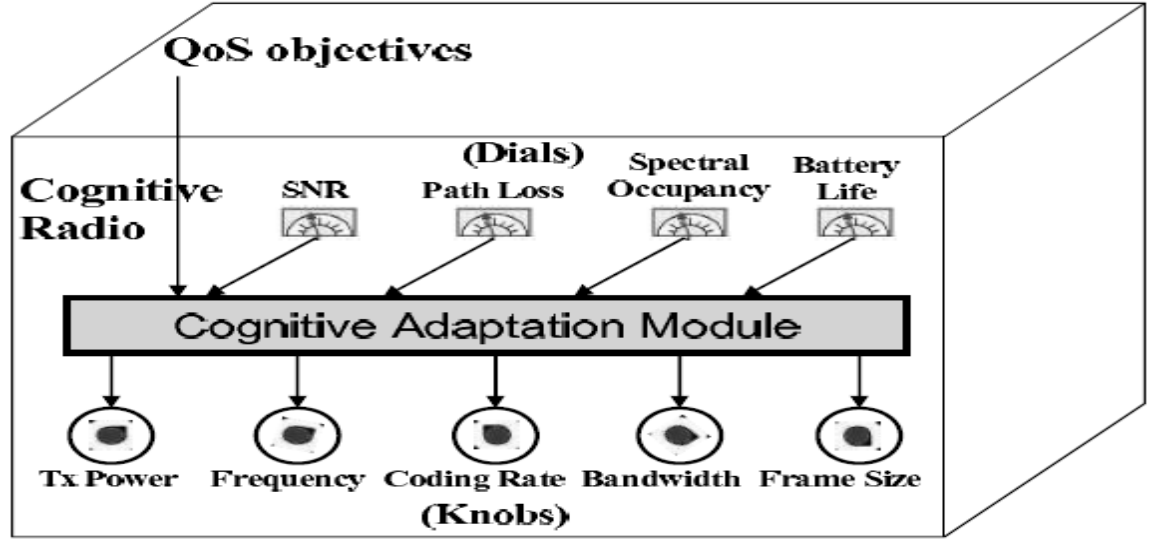 QoS objectives
(Dials)
Cognitive
Radio
SNR
Path Loss
Spectral
Occupancy
Battery
Life
Cognitive Adaptation Module
Tx Power
Frequency
Coding Rate
Bandwidth
Frame Size
(Knobs)